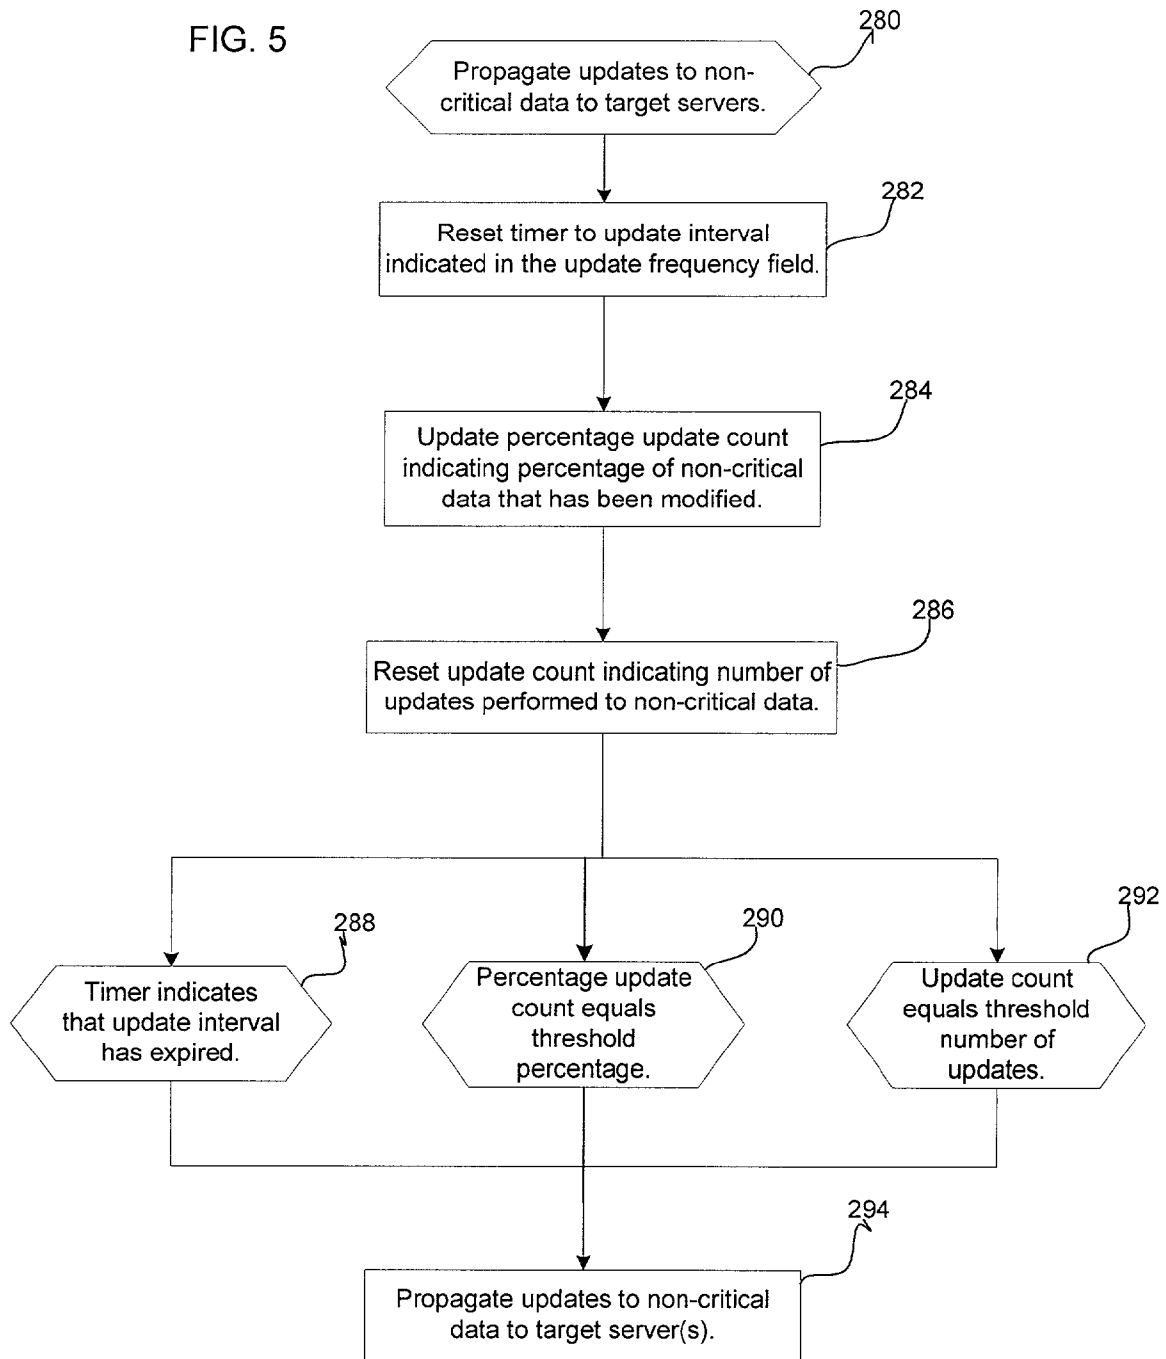 FIG. 5
280
Propagate updates to non-
critical data to target servers.
282
Reset timer to update interval
indicated in the update frequency field.
284
Update percentage update count
indicating percentage of non-critical
data that has been modified.
286
Reset update count indicating number of
updates performed to non-critical data.
288
Timer indicates
that update interval
has expired.
290
Percentage update
count equals
threshold
percentage.
292
Update count
equals threshold
number of
updates.
294
Propagate updates to non-critical
data to target server(s).